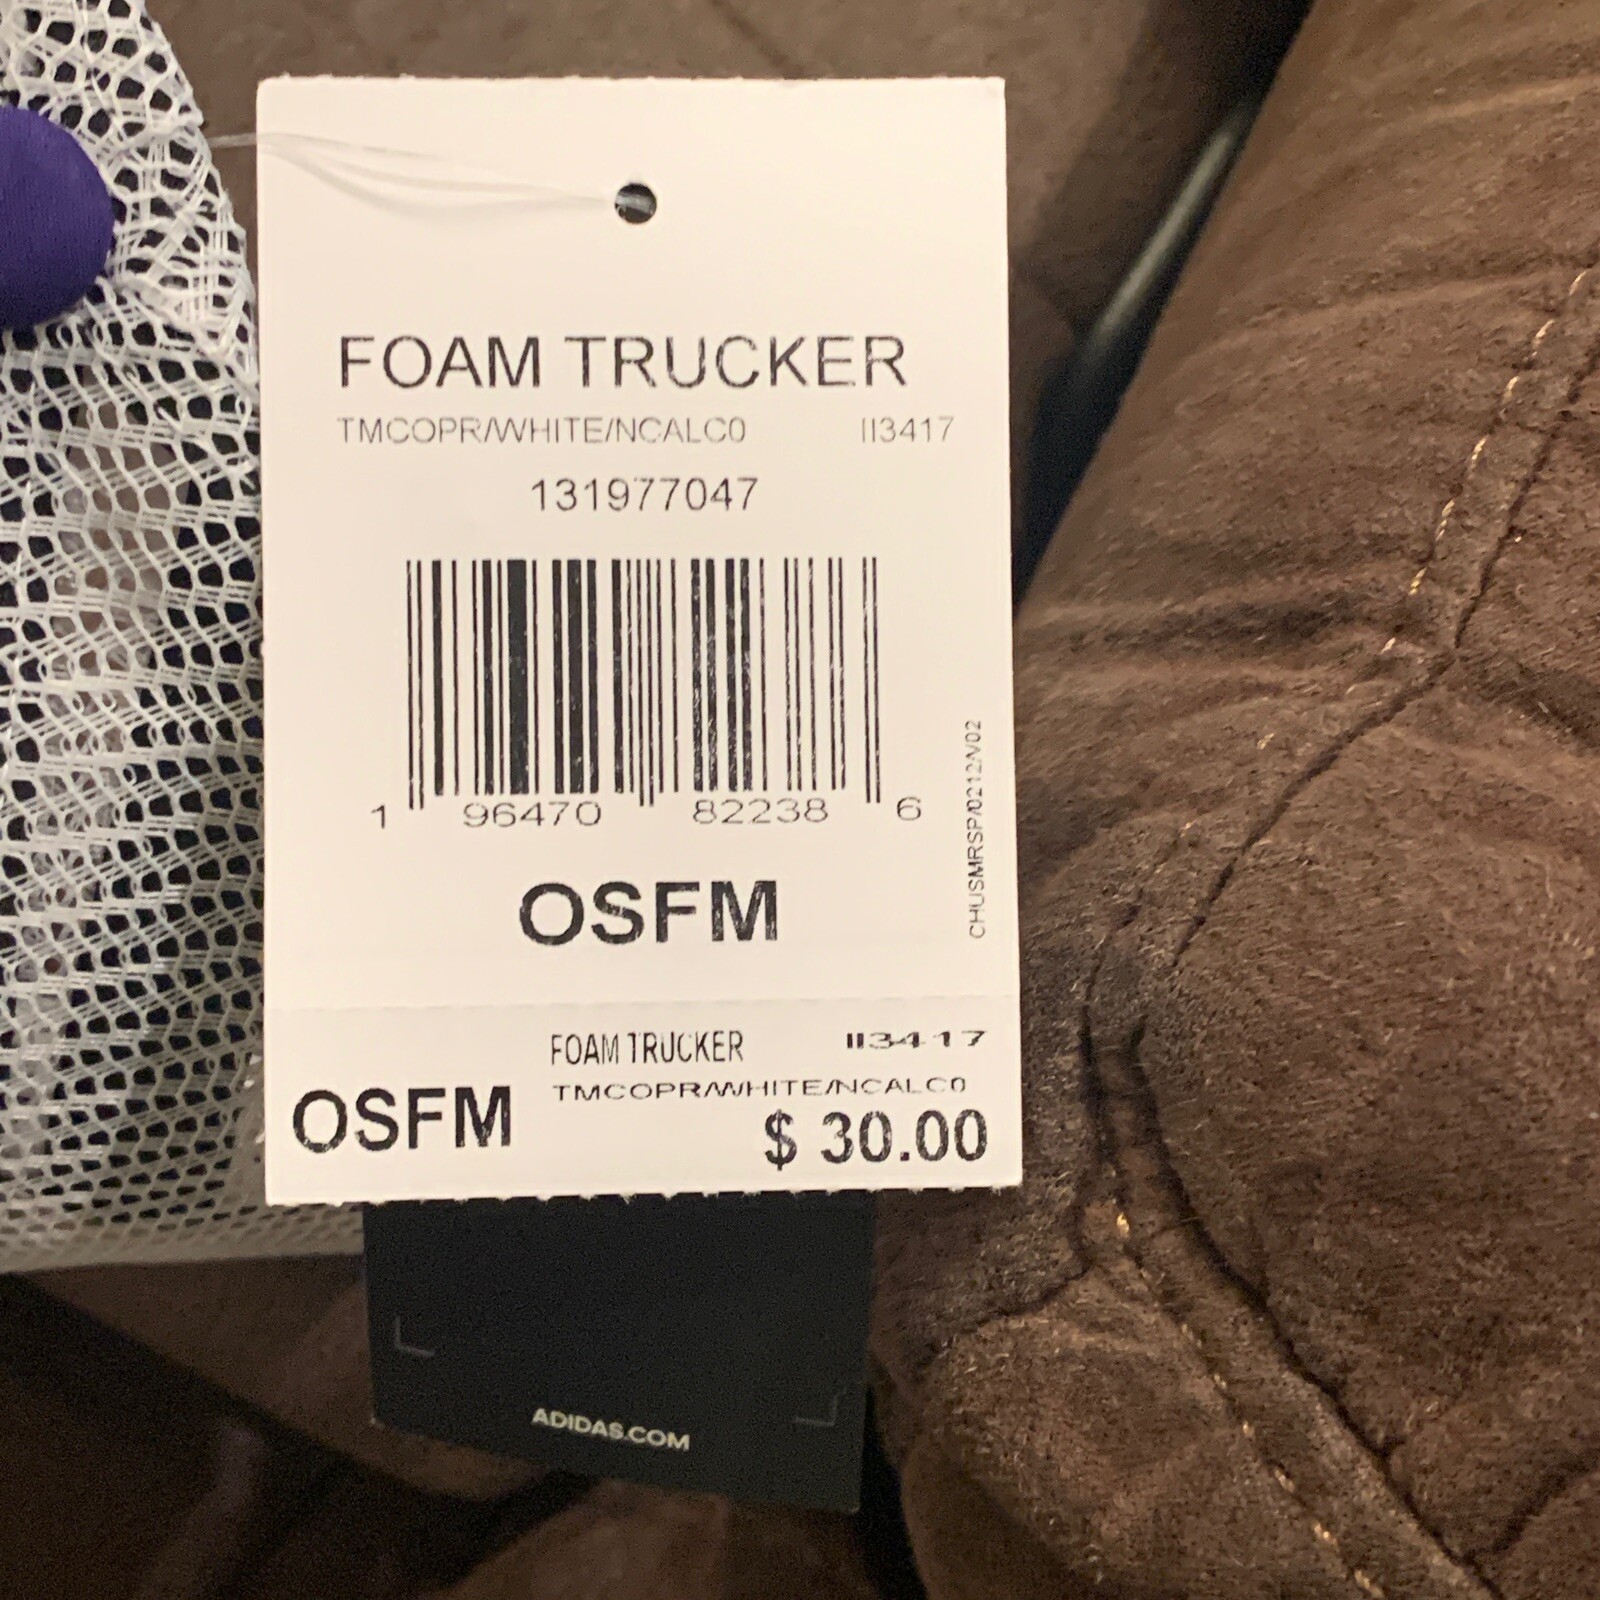 FOAM TRUCKER
TMCOPR/WHITE/NCALC0 II3417
131977047
1 96470 82238 6
CHUSMRSP/0212/V02
OSFM
FOAM TRUCKER II3417
TMCOPR/WHITE/NCALC0
OSFM
$ 30.00
ADIDAS.COM